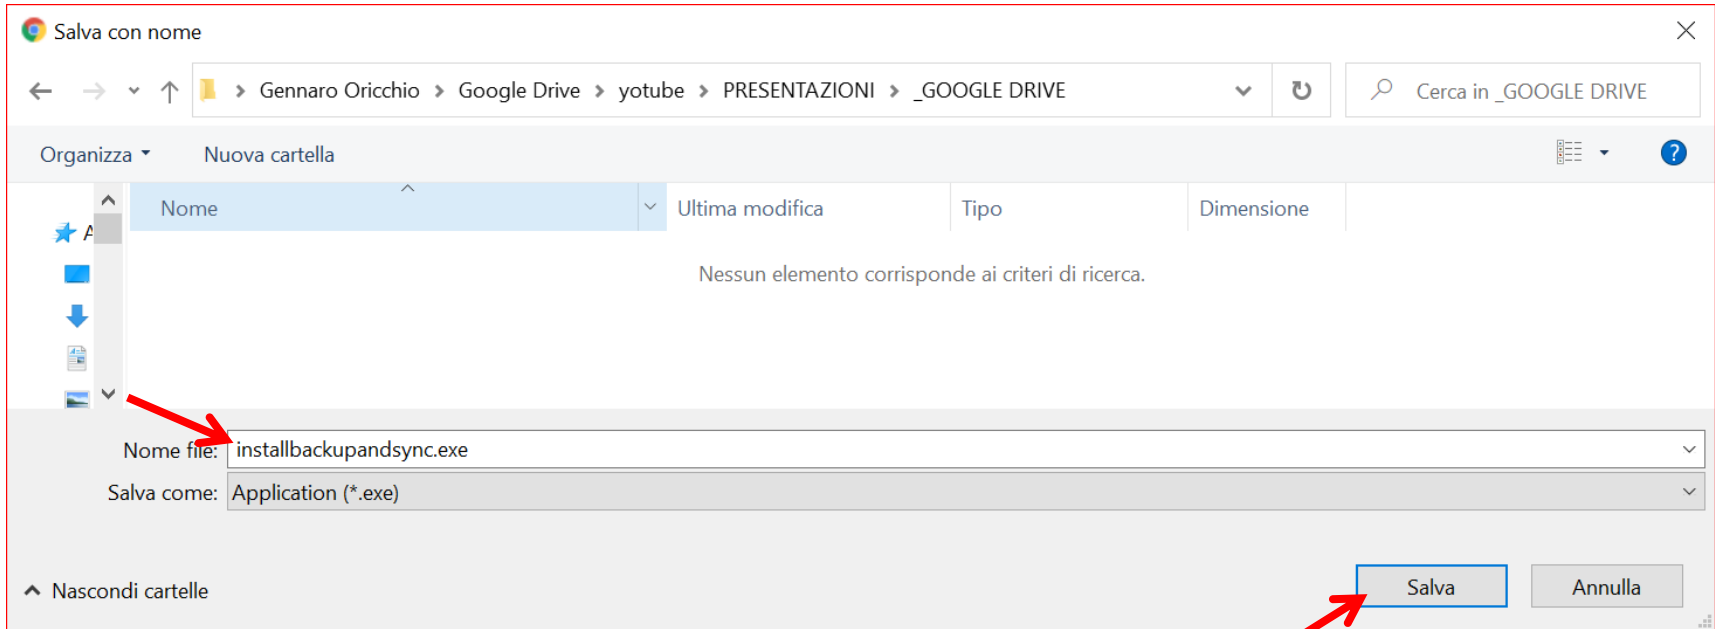 Salva con nome
Gennaro Oricchio > Google Drive > yotube > PRESENTAZIONI > _GOOGLE DRIVE
Cerca in _GOOGLE DRIVE
Organizza
Nuova cartella
?
Nome
Ultima modifica
Tipo
Dimensione
A
Nessun elemento corrisponde ai criteri di ricerca.
Nome file: installbackupandsync.exe
Salva come: Application (*.exe)
Nascondi cartelle
Salva
Annulla